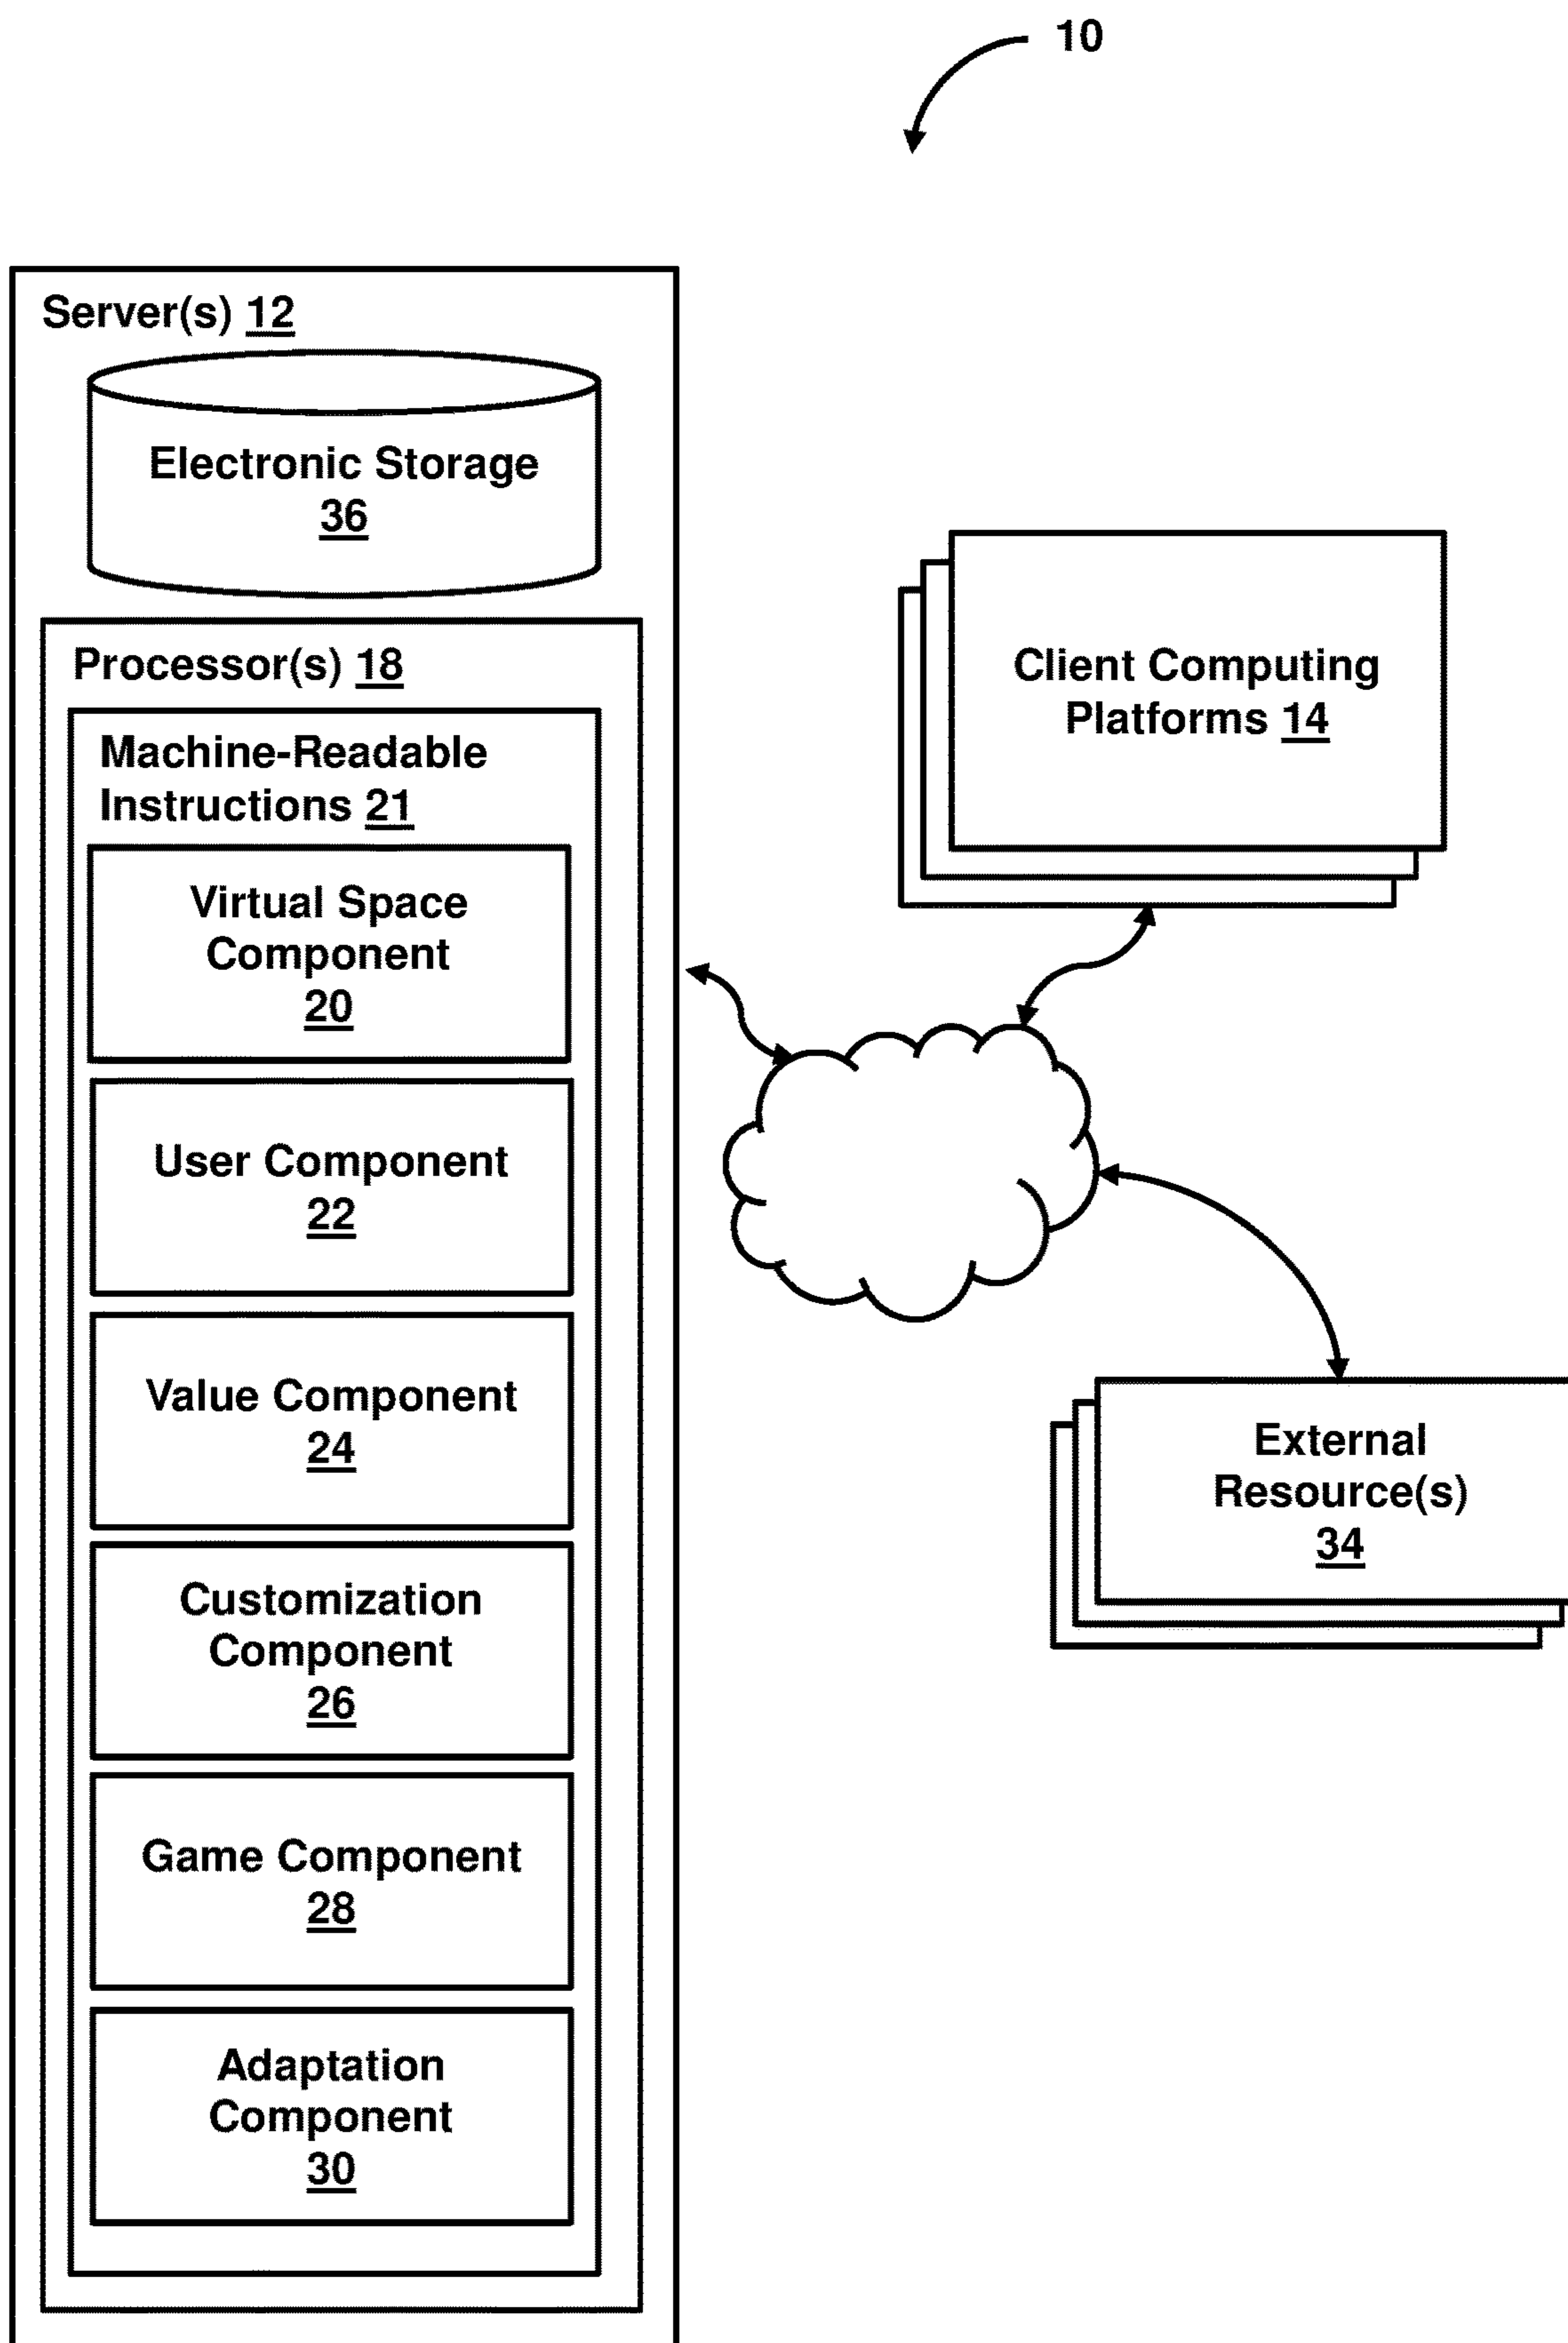 10
Server(s) 12
Electronic Storage
36
Processor(s) 18
Machine-Readable
Instructions 21
Virtual Space
Component
20
User Component
22
Value Component
24
Customization
Component
26
Game Component
28
Adaptation
Component
30
Client Computing
Platforms 14
External
Resource(s)
34